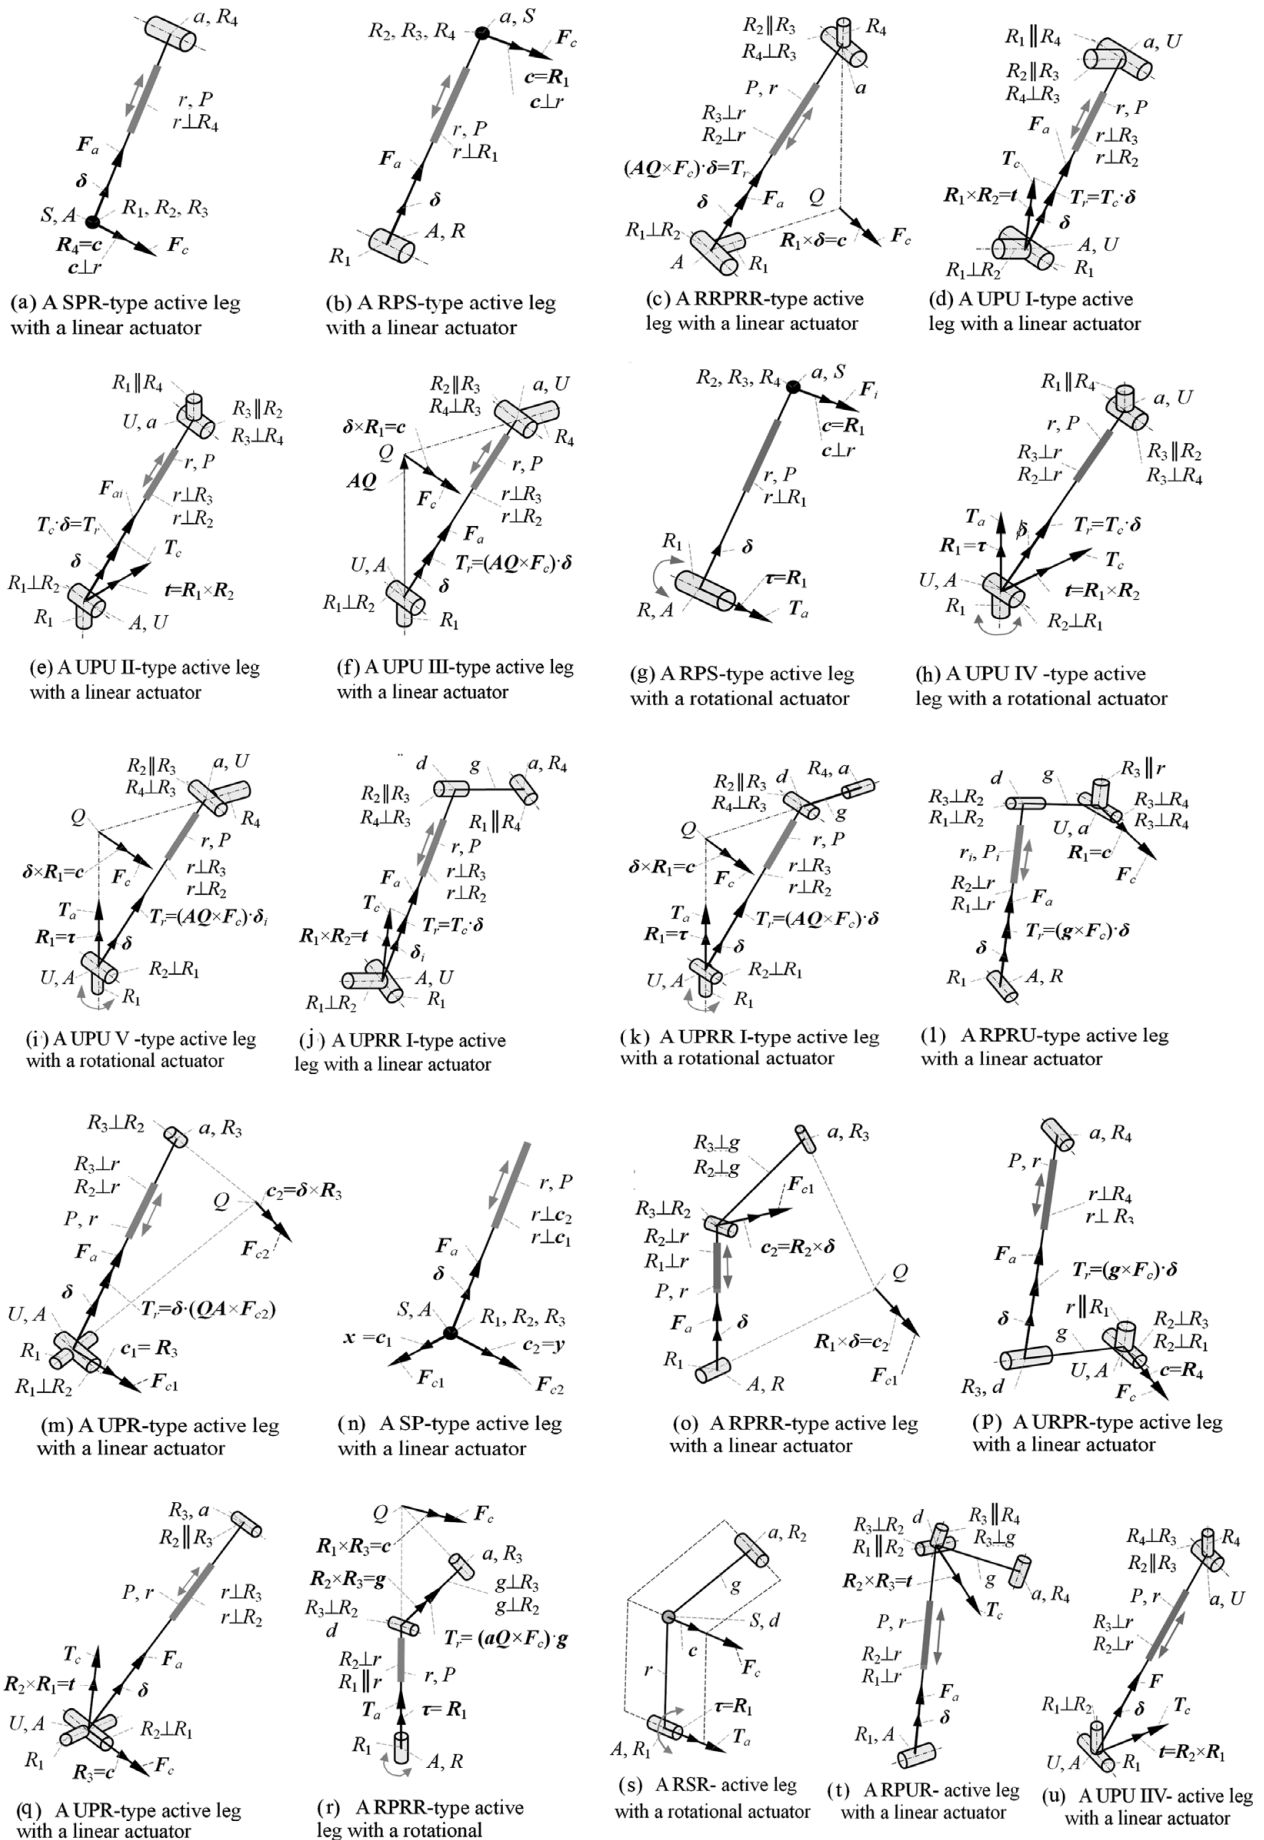 a, R4
r, P
r⊥R4
Fa
δ
S, A
R1, R2, R3
R4=c
c⊥r
Fc
(a) A SPR-type active leg
with a linear actuator
a, S
R2, R3, R4
Fc
c=R1
c⊥r
r, P
r⊥R1
Fa
δ
A, R
R1
(b) A RPS-type active leg
with a linear actuator
R2∥R3
R4⊥R3
R4
a
P, r
R3⊥r
R2⊥r
(AQ×Fc)·δ=Tr
Q
δ
Fa
R1⊥R2
R1×δ=c
Fc
A
R1
(c) A RRPRR-type active
leg with a linear actuator
R1∥R4
a, U
R2∥R3
R4⊥R3
r, P
Fa
r⊥R3
r⊥R2
Tc
R1×R2=t
Tr=Tc·δ
δ
A, U
R1⊥R2
R1
(d) A UPU I-type active
leg with a linear actuator
R1∥R4
U, a
R3∥R2
R3⊥R4
r, P
Fai
r⊥R3
r⊥R2
Tc·δ=Tr
Tc
δ
R1⊥R2
t=R1×R2
R1
A, U
(e) A UPU II-type active leg
with a linear actuator
R2∥R3
a, U
R4⊥R3
δ×R1=c
R4
Q
r, P
AQ
Fc
r⊥R3
r⊥R2
Fa
U, A
Tr=(AQ×Fc)·δ
δ
R1⊥R2
R1
(f) A UPU III-type active leg
with a linear actuator
R2, R3, R4
a, S
Fi
c=R1
c⊥r
r, P
r⊥R1
R1
δ
τ=R1
R, A
Ta
(g) A RPS-type active leg
with a rotational actuator
R1∥R4
a, U
r, P
R3⊥r
R2⊥r
R3∥R2
R3⊥R4
Ta
R1=τ
δ
Tr=Tc·δ
Tc
U, A
t=R1×R2
R1
R2⊥R1
(h) A UPU IV -type active
leg with a rotational actuator
a, U
R2∥R3
R4⊥R3
Q
R4
r, P
δ×R1=c
Fc
r⊥R3
r⊥R2
Ta
Tr=(AQ×Fc)·δi
R1=τ
δ
U, A
R2⊥R1
R1
(i) A UPU V -type active leg
with a rotational actuator
d
g
a, R4
R2∥R3
R4⊥R3
R1∥R4
r, P
r⊥R3
Fa
r⊥R2
Tc
Tr=Tc·δ
R1×R2=t
δi
A, U
R1⊥R2
R1
(j) A UPRR I-type active
leg with a linear actuator
d
R4, a
R2∥R3
R4⊥R3
g
Q
r, P
δ×R1=c
Fc
r⊥R3
r⊥R2
Ta
Tr=(AQ×Fc)·δ
R1=τ
δ
U, A
R2⊥R1
R1
(k) A UPRR I-type active leg
with a rotational actuator
d
g
R3∥r
R3⊥R2
R1⊥R2
R3⊥R4
R3⊥R4
U, a
ri, Pi
R1=c
Fc
R2⊥r
R1⊥r
Fa
Tr=(g×Fc)·δ
δ
R1
A, R
(l) A RPRU-type active
leg with a linear actuator
R3⊥R2
a, R3
R3⊥r
R2⊥r
Q
c2=δ×R3
P, r
Fa
Fc2
δ
U, A
Tr=δ·(QA×Fc2)
R1
c1= R3
R1⊥R2
Fc1
(m) A UPR-type active leg
with a linear actuator
r, P
r⊥c2
r⊥c1
Fa
δ
S, A
R1, R2, R3
x =c1
c2=y
Fc1
Fc2
(n) A SP-type active leg
with a linear actuator
a, R3
R3⊥g
R2⊥g
Fc1
R3⊥R2
R2⊥r
R1⊥r
c2=R2×δ
P, r
Q
Fa
δ
R1×δ=c2
R1
A, R
Fc1
(o) A RPRR-type active leg
with a linear actuator
a, R4
P, r
r⊥R4
r⊥ R3
Fa
Tr=(g×Fc)·δ
δ
r∥R1
R2⊥R3
R2⊥R1
g
U, A
c=R4
R3, d
Fc
(p) A URPR-type active
leg with a linear actuator
R3, a
R2∥R3
P, r
r⊥R3
r⊥R2
Tc
Fa
R2×R1=t
δ
U, A
R2⊥R1
R1
R3=c
Fc
(q) A UPR-type active leg
with a linear actuator
Q
Fc
R1×R3=c
a, R3
R2×R3=g
g⊥R3
g⊥R2
R3⊥R2
d
Tr= (aQ×Fc)·g
R2⊥r
R1∥r
r, P
Ta
τ= R1
R1
A, R
(r) A RPRR-type active
leg with a rotational
a, R2
g
S, d
c
Fc
r
τ=R1
A, R1
Ta
(s) A RSR- active leg
with a rotational actuator
d
R3∥R4
R3⊥R2
R3⊥g
R1∥R2
R2×R3=t
g
a, R4
Tc
P, r
R2⊥r
R1⊥r
Fa
δ
R1, A
(t) A RPUR- active leg
with a linear actuator
R4⊥R3
R4
R2∥R3
P, r
a, U
R3⊥r
R2⊥r
F
R1⊥R2
δ
Tc
U, A
R1
t=R2×R1
(u) A UPU IIV- active leg
with a linear actuator